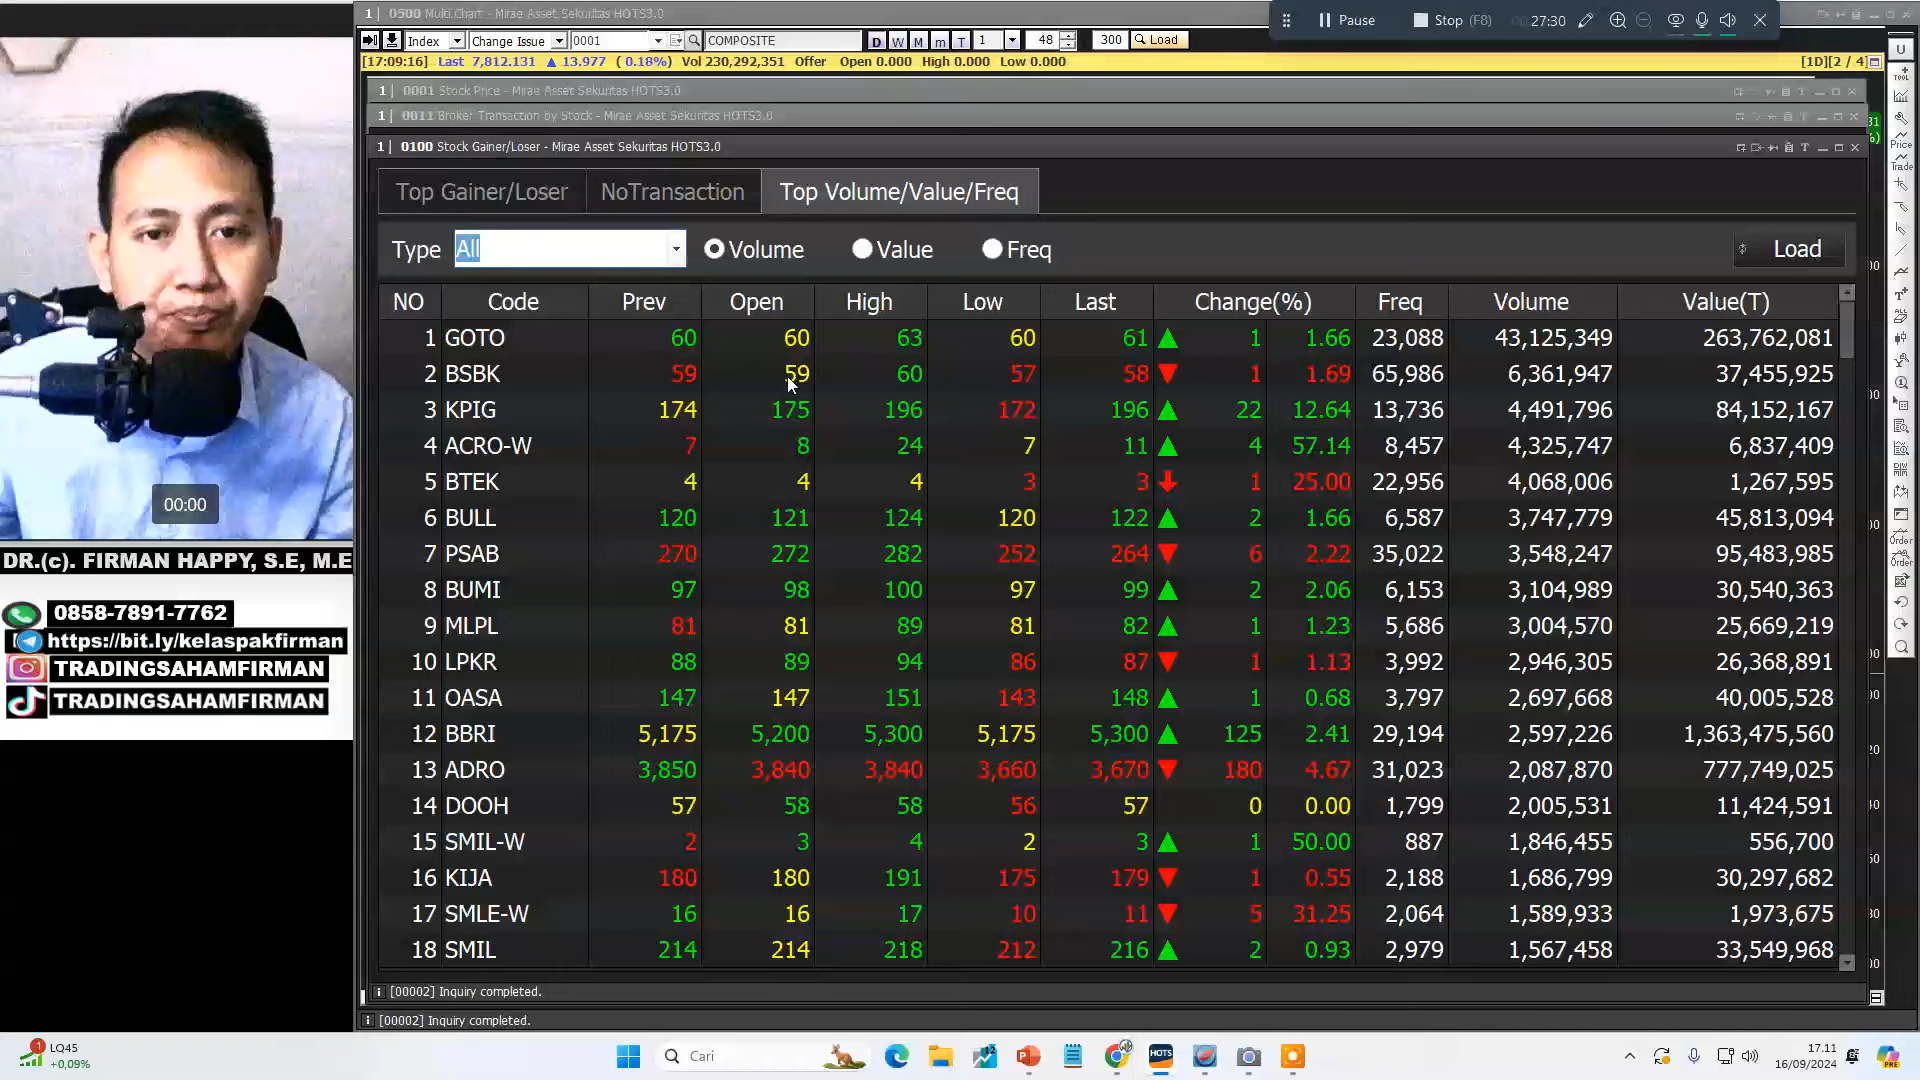 1 | 0500 Multi Chart - Mirae Asset Sekuritas HOTS3.0
Pause Stop (F8) 00:27:30
Index Change Issue 0001 COMPOSITE D W M m T 1 48 300 Load
[17:09:16] Last 7,812.131 ▲ 13.977 ( 0.18%) Vol 230,292,351 Offer Open 0.000 High 0.000 Low 0.000 [1D][2 / 4]
1 | 0001 Stock Price - Mirae Asset Sekuritas HOTS3.0
1 | 0011 Broker Transaction by Stock - Mirae Asset Sekuritas HOTS3.0
1 | 0100 Stock Gainer/Loser - Mirae Asset Sekuritas HOTS3.0
Top Gainer/Loser NoTransaction Top Volume/Value/Freq
Type All Volume Value Freq Load
NO Code Prev Open High Low Last Change(%) Freq Volume Value(T)
1 GOTO 60 60 63 60 61 ▲ 1 1.66 23,088 43,125,349 263,762,081
2 BSBK 59 59 60 57 58 ▼ 1 1.69 65,986 6,361,947 37,455,925
3 KPIG 174 175 196 172 196 ▲ 22 12.64 13,736 4,491,796 84,152,167
4 ACRO-W 7 8 24 7 11 ▲ 4 57.14 8,457 4,325,747 6,837,409
5 BTEK 4 4 4 3 3 ⬇ 1 25.00 22,956 4,068,006 1,267,595
6 BULL 120 121 124 120 122 ▲ 2 1.66 6,587 3,747,779 45,813,094
7 PSAB 270 272 282 252 264 ▼ 6 2.22 35,022 3,548,247 95,483,985
8 BUMI 97 98 100 97 99 ▲ 2 2.06 6,153 3,104,989 30,540,363
9 MLPL 81 81 89 81 82 ▲ 1 1.23 5,686 3,004,570 25,669,219
10 LPKR 88 89 94 86 87 ▼ 1 1.13 3,992 2,946,305 26,368,891
11 OASA 147 147 151 143 148 ▲ 1 0.68 3,797 2,697,668 40,005,528
12 BBRI 5,175 5,200 5,300 5,175 5,300 ▲ 125 2.41 29,194 2,597,226 1,363,475,560
13 ADRO 3,850 3,840 3,840 3,660 3,670 ▼ 180 4.67 31,023 2,087,870 777,749,025
14 DOOH 57 58 58 56 57 0 0.00 1,799 2,005,531 11,424,591
15 SMIL-W 2 3 4 2 3 ▲ 1 50.00 887 1,846,455 556,700
16 KIJA 180 180 191 175 179 ▼ 1 0.55 2,188 1,686,799 30,297,682
17 SMLE-W 16 16 17 10 11 ▼ 5 31.25 2,064 1,589,933 1,973,675
18 SMIL 214 214 218 212 216 ▲ 2 0.93 2,979 1,567,458 33,549,968
[00002] Inquiry completed.
[00002] Inquiry completed.
00:00
DR.(c). FIRMAN HAPPY, S.E, M.E
0858-7891-7762
https://bit.ly/kelaspakfirman
TRADINGSAHAMFIRMAN
TRADINGSAHAMFIRMAN
U
TOOL
Price
Trade
Order
Order
1
LQ45
+0,09%
Cari
HOTS
17.11
16/09/2024
PRE